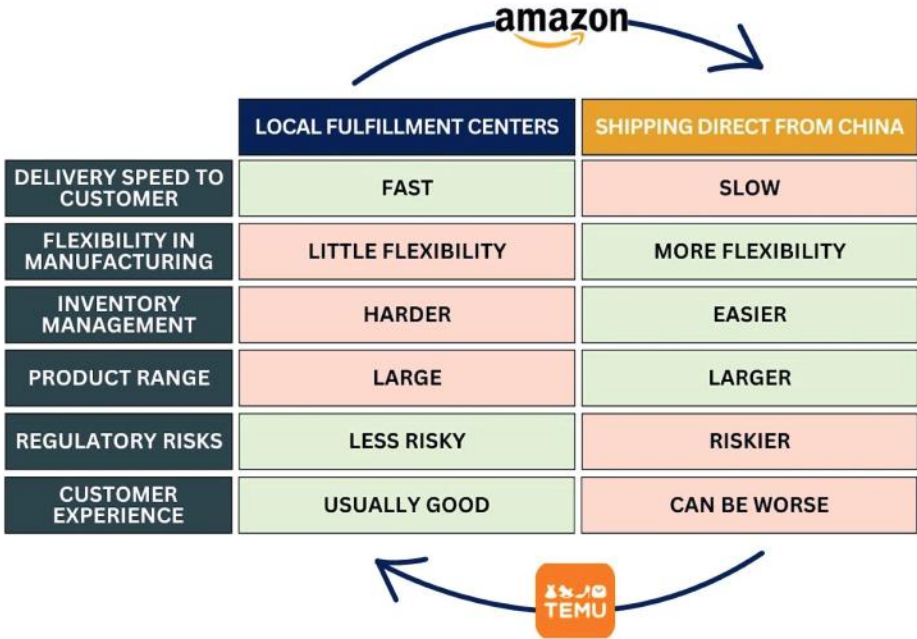 amazon
LOCAL FULFILLMENT CENTERS
SHIPPING DIRECT FROM CHINA
DELIVERY SPEED TO
CUSTOMER
FAST
SLOW
FLEXIBILITY IN
MANUFACTURING
LITTLE FLEXIBILITY
MORE FLEXIBILITY
INVENTORY
MANAGEMENT
HARDER
EASIER
PRODUCT RANGE
LARGE
LARGER
REGULATORY RISKS
LESS RISKY
RISKIER
CUSTOMER
EXPERIENCE
USUALLY GOOD
CAN BE WORSE
TEMU